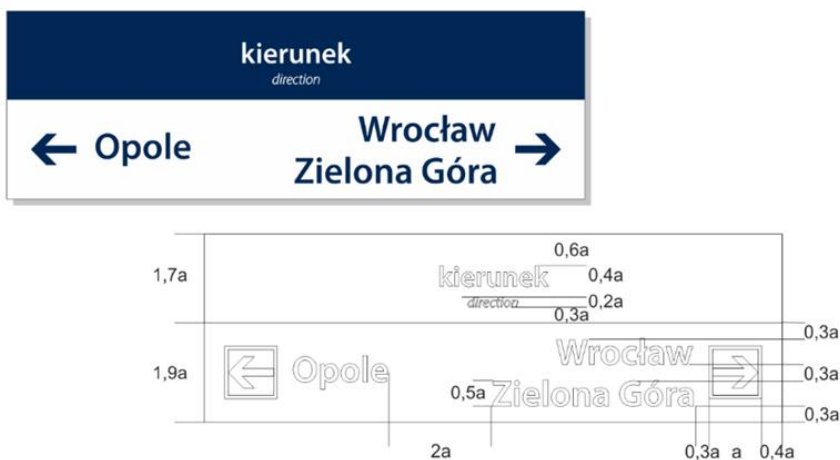 kierunek
direction
← Opole
Wrocław →
Zielona Góra
0,6a
1,7a
kierunek
0,4a
direction
0,2a
0,3a
0,3a
Wrocław
1,9a
Opole
0,3a
0,5a
Zielona Góra
0,3a
2a
0,3a a 0,4a